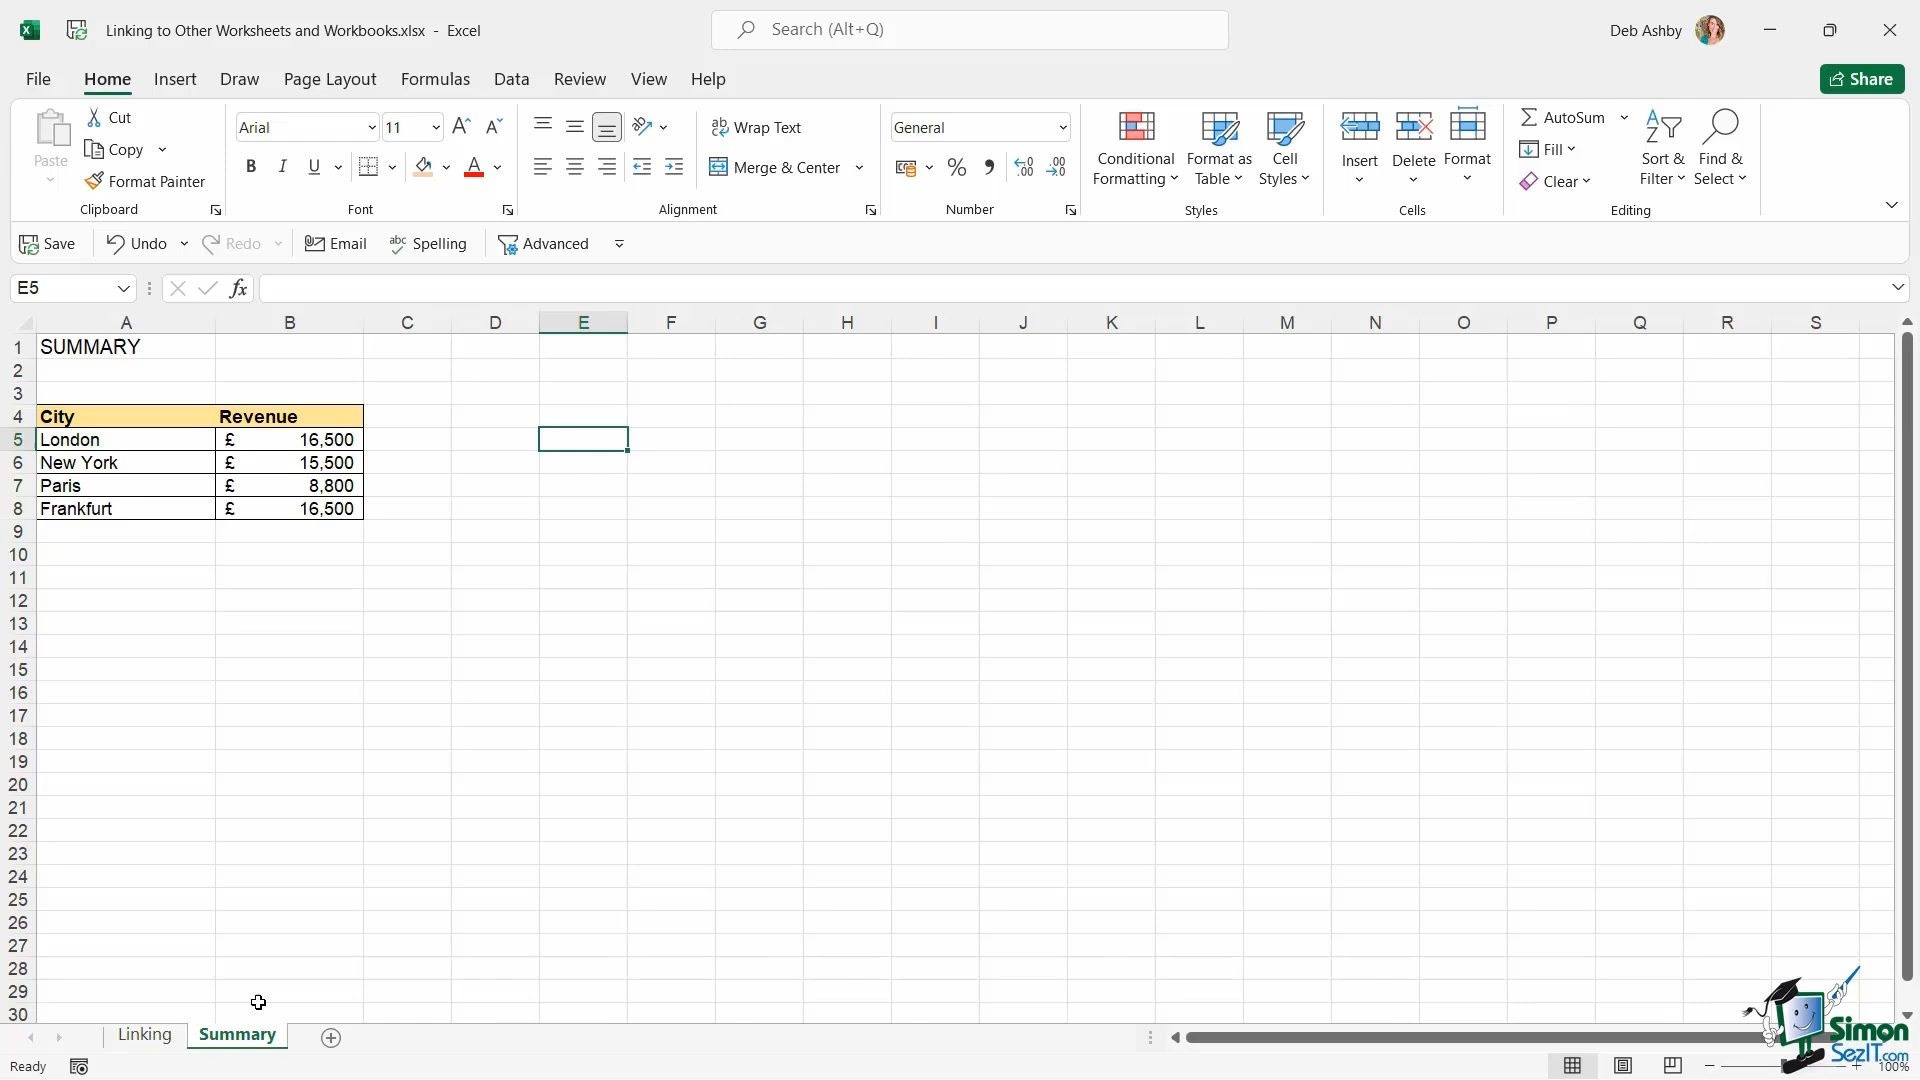 Linking to Other Worksheets and Workbooks.xlsx - Excel
Search (Alt+Q)
Deb Ashby
File Home Insert Draw Page Layout Formulas Data Review View Help
Share
Paste
Cut
Copy
Format Painter
Clipboard
Arial
11
B I U
A
Font
ab
Wrap Text
Merge & Center
Alignment
General
%
Number
Conditional Formatting
Format as Table
Cell Styles
Styles
Insert
Delete
Format
Cells
AutoSum
Fill
Clear
Sort & Filter
Find & Select
Editing
Save Undo Redo Email Spelling Advanced
E5
fx
A B C D E F G H I J K L M N O P Q R S
1 SUMMARY
2
3
4 City Revenue
5 London £ 16,500
6 New York £ 15,500
7 Paris £ 8,800
8 Frankfurt £ 16,500
9
10
11
12
13
14
15
16
17
18
19
20
21
22
23
24
25
26
27
28
29
30
Linking Summary
Ready
100%
Simon
SezIT.com